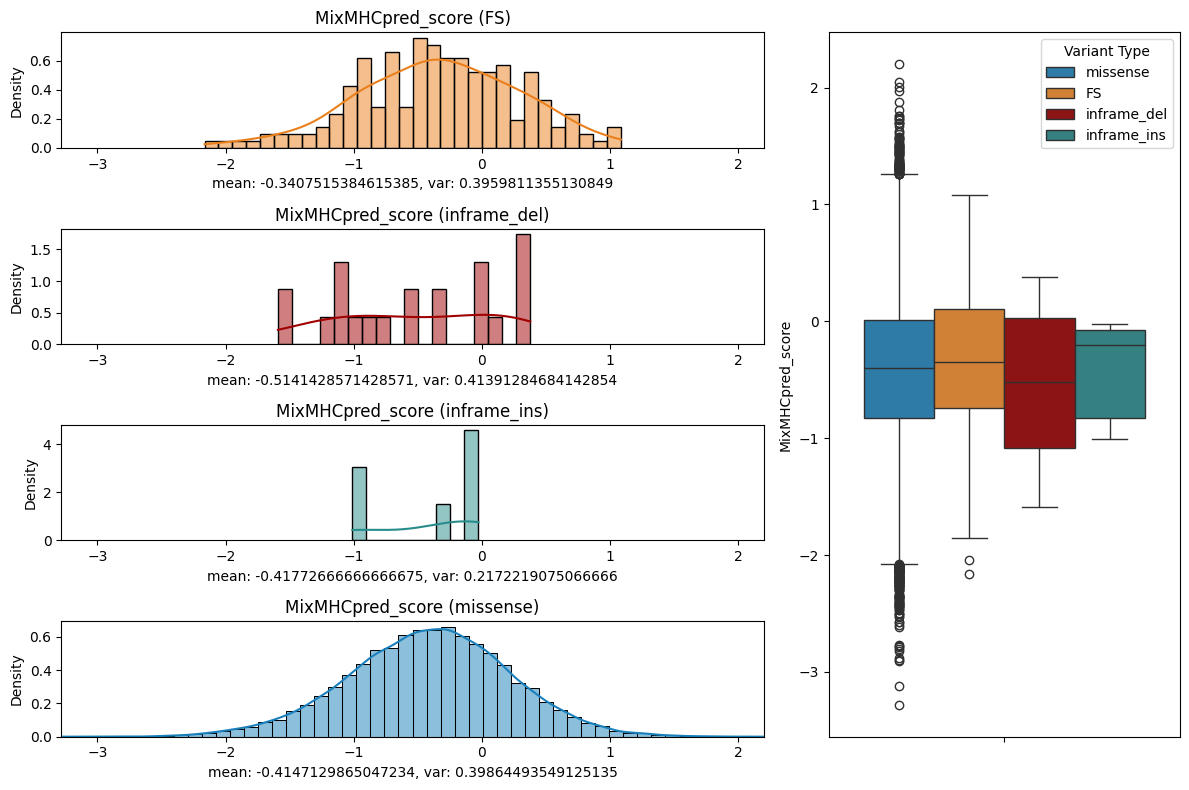 MixMHCpred_score (FS)
Density
0.6
0.4
0.2
0.0
−3 −2 −1 0 1 2
mean: -0.3407515384615385, var: 0.3959811355130849
MixMHCpred_score (inframe_del)
Density
1.5
1.0
0.5
0.0
−3 −2 −1 0 1 2
mean: -0.5141428571428571, var: 0.41391284684142854
MixMHCpred_score (inframe_ins)
Density
4
2
0
−3 −2 −1 0 1 2
mean: -0.41772666666666675, var: 0.2172219075066666
MixMHCpred_score (missense)
Density
0.6
0.4
0.2
0.0
−3 −2 −1 0 1 2
mean: -0.4147129865047234, var: 0.39864493549125135
MixMHCpred_score
2
1
0
−1
−2
−3
Variant Type
missense
FS
inframe_del
inframe_ins